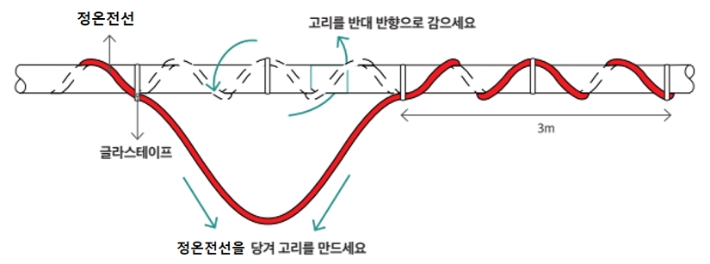 정온전선
고리를 반대 반향으로 감으세요
글라스테이프
3m
정온전선을 당겨 고리를 만드세요